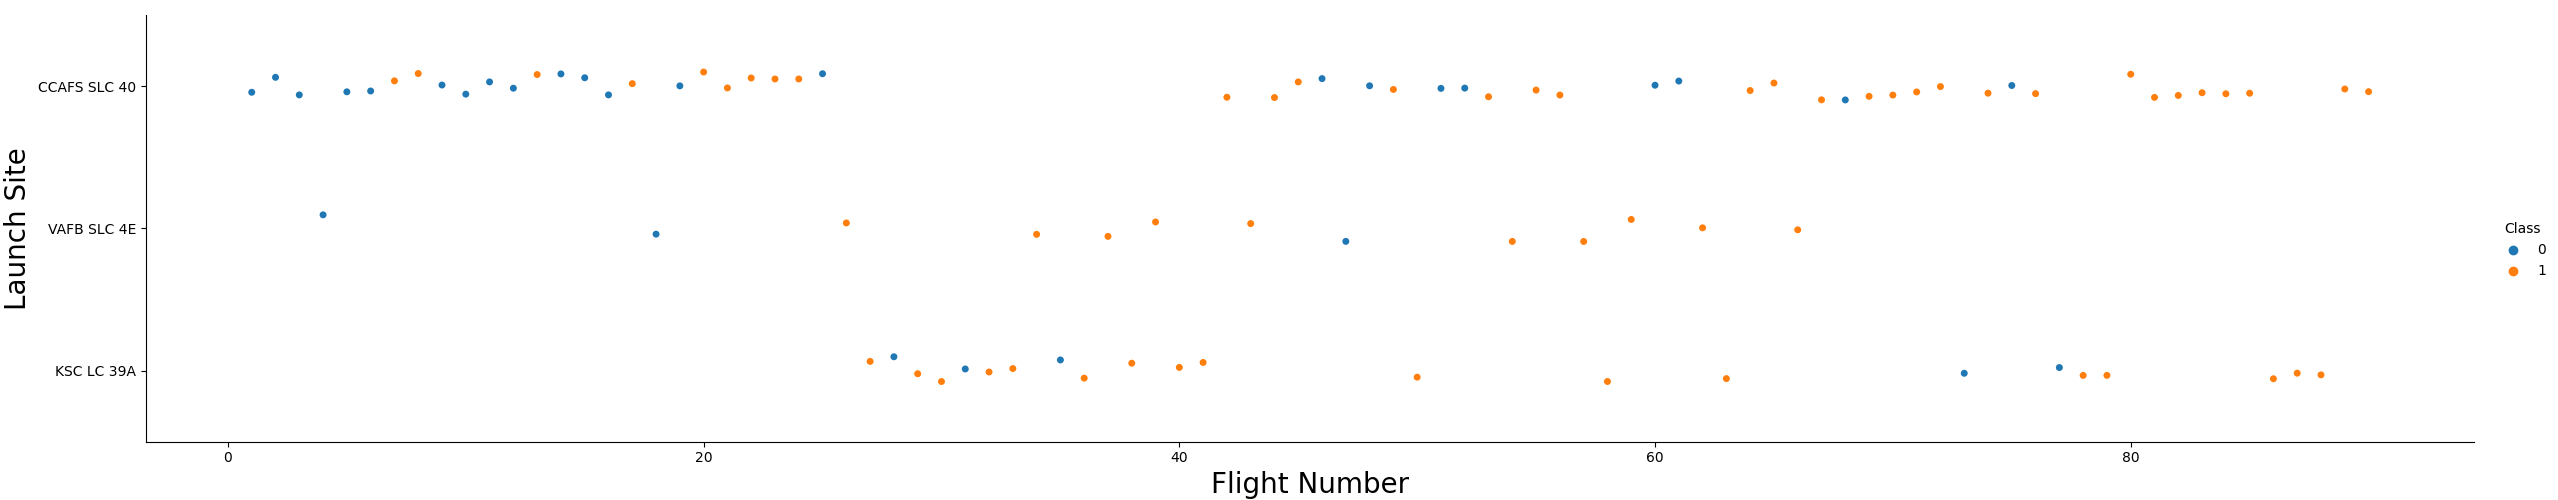 Launch Site
CCAFS SLC 40
VAFB SLC 4E
KSC LC 39A
0 20 40 60 80
Flight Number
Class
0
1